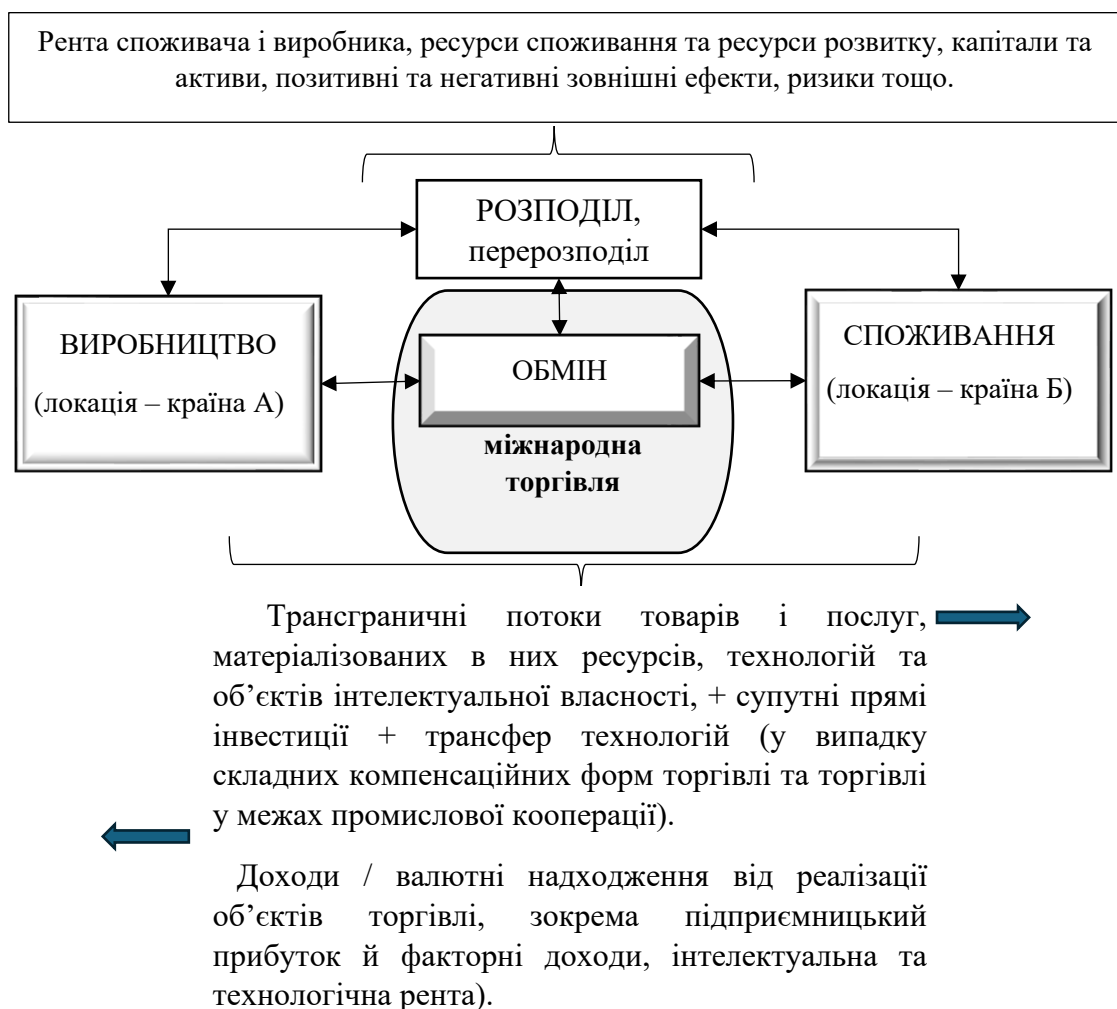 Рента споживача і виробника, ресурси споживання та ресурси розвитку, капітали та
активи, позитивні та негативні зовнішні ефекти, ризики тощо.
РОЗПОДІЛ,
перерозподіл
ВИРОБНИЦТВО
(локація – країна А)
ОБМІН
міжнародна
торгівля
СПОЖИВАННЯ
(локація – країна Б)
Трансграничні потоки товарів і послуг,
матеріалізованих в них ресурсів, технологій та
об’єктів інтелектуальної власності, + супутні прямі
інвестиції + трансфер технологій (у випадку
складних компенсаційних форм торгівлі та торгівлі
у межах промислової кооперації).
Доходи / валютні надходження від реалізації
об’єктів торгівлі, зокрема підприємницький
прибуток й факторні доходи, інтелектуальна та
технологічна рента).